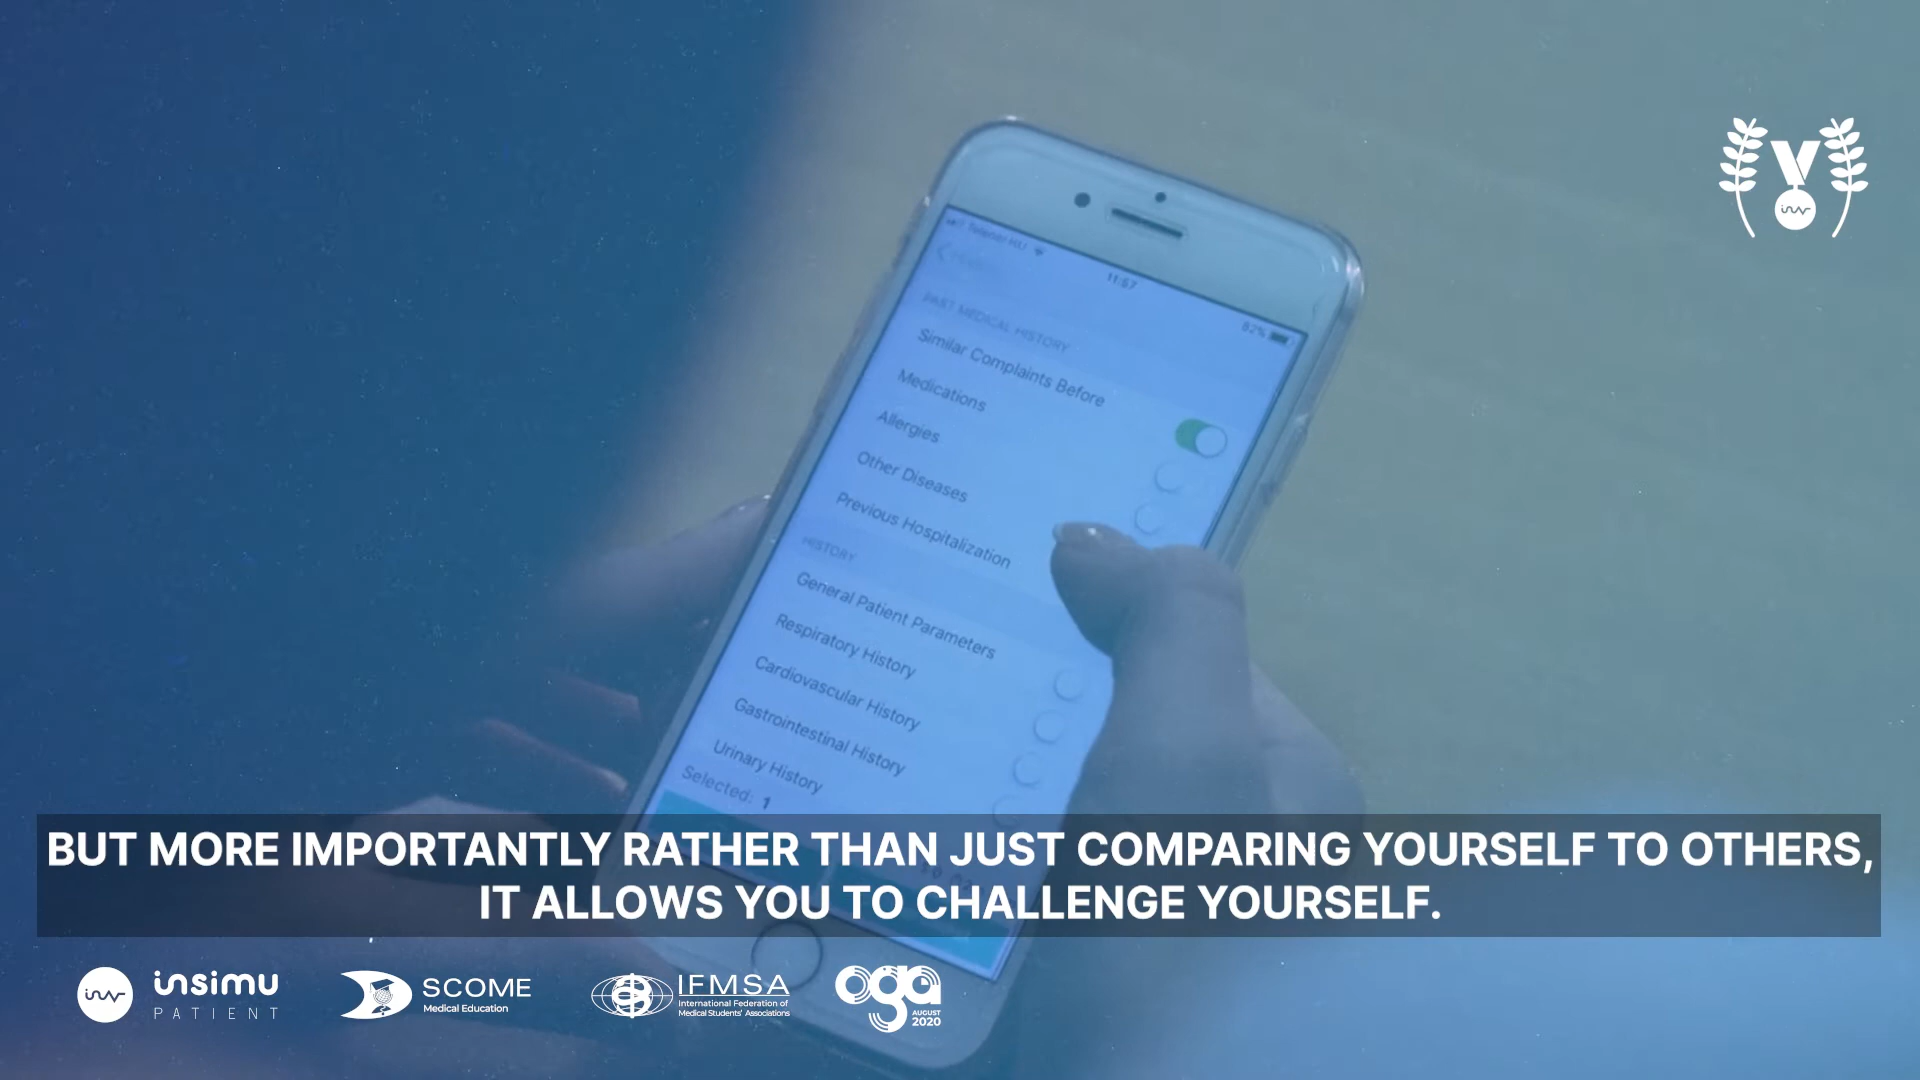 11:57
82%
PAST MEDICAL HISTORY
Similar Complaints Before
Medications
Allergies
Other Diseases
Previous Hospitalization
HISTORY
General Patient Parameters
Respiratory History
Cardiovascular History
Gastrointestinal History
Urinary History
Selected: 1
BUT MORE IMPORTANTLY RATHER THAN JUST COMPARING YOURSELF TO OTHERS,
IT ALLOWS YOU TO CHALLENGE YOURSELF.
insimu
PATIENT
SCOME
Medical Education
IFMSA
International Federation of
Medical Students' Associations
oga
AUGUST
2020